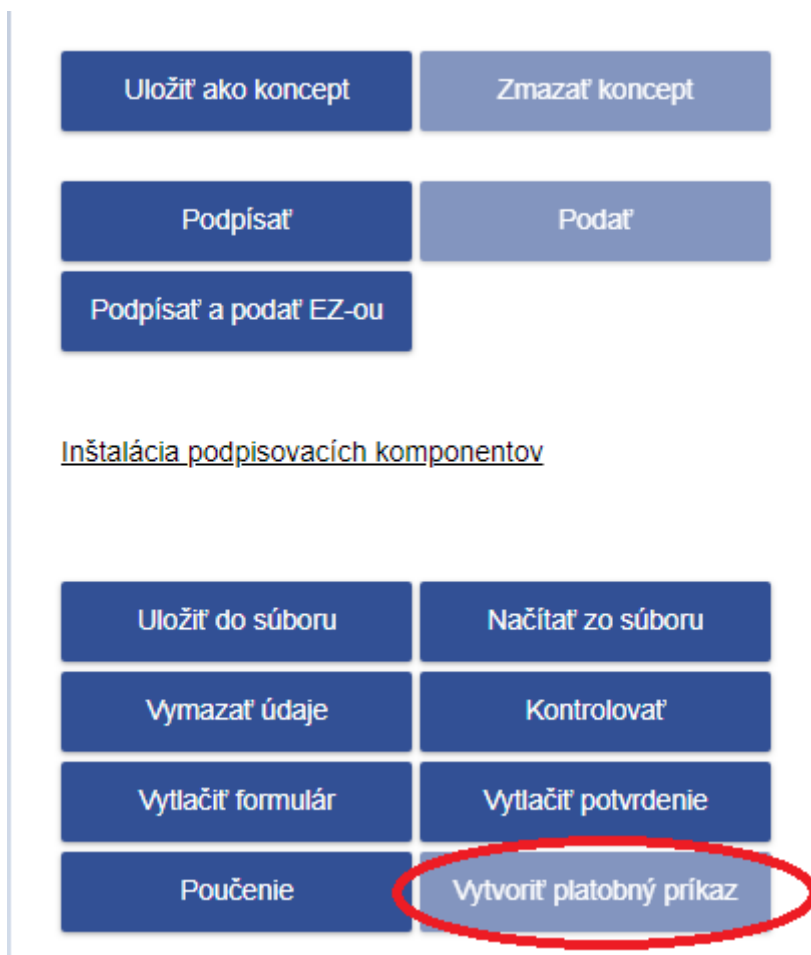 Uložiť ako koncept
Zmazať koncept
Podpísať
Podať
Podpísať a podať EZ-ou
Inštalácia podpisovacích komponentov
Uložiť do súboru
Načítať zo súboru
Vymazať údaje
Kontrolovať
Vytlačiť formulár
Vytlačiť potvrdenie
Poučenie
Vytvoriť platobný príkaz